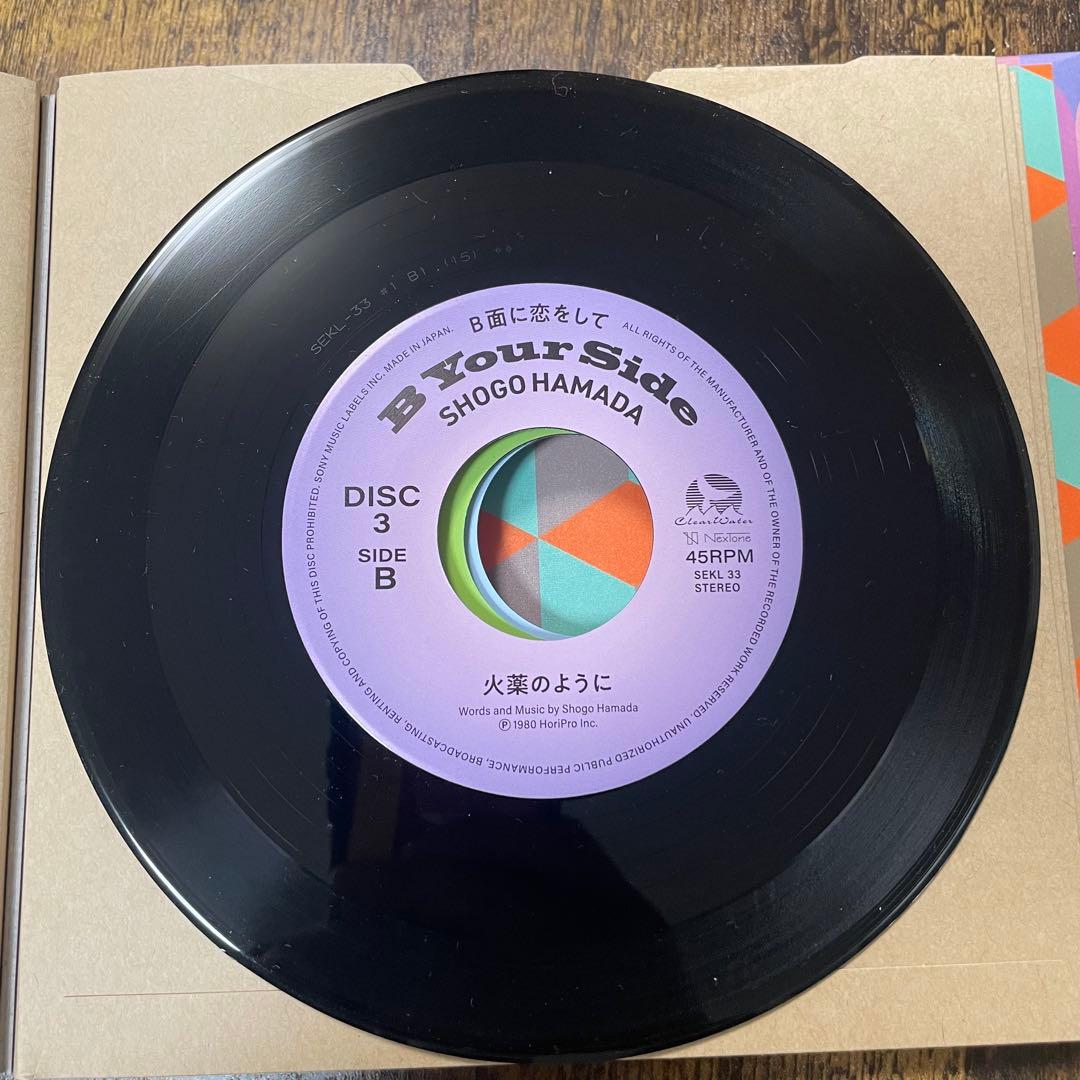 SEKL-33 #1 B1
B面に恋をして
B Your Side
SHOGO HAMADA
DISC
3
SIDE
B
ClearWater
NexTone
45RPM
SEKL 33
STEREO
火薬のように
Words and Music by Shogo Hamada
Ⓟ 1980 HoriPro Inc.
ALL RIGHTS OF THE MANUFACTURER AND OF THE OWNER OF THE RECORDED WORK RESERVED. UNAUTHORIZED PUBLIC PERFORMANCE, BROADCASTING, RENTING AND COPYING OF THIS DISC PROHIBITED. SONY MUSIC LABELS INC. MADE IN JAPAN.